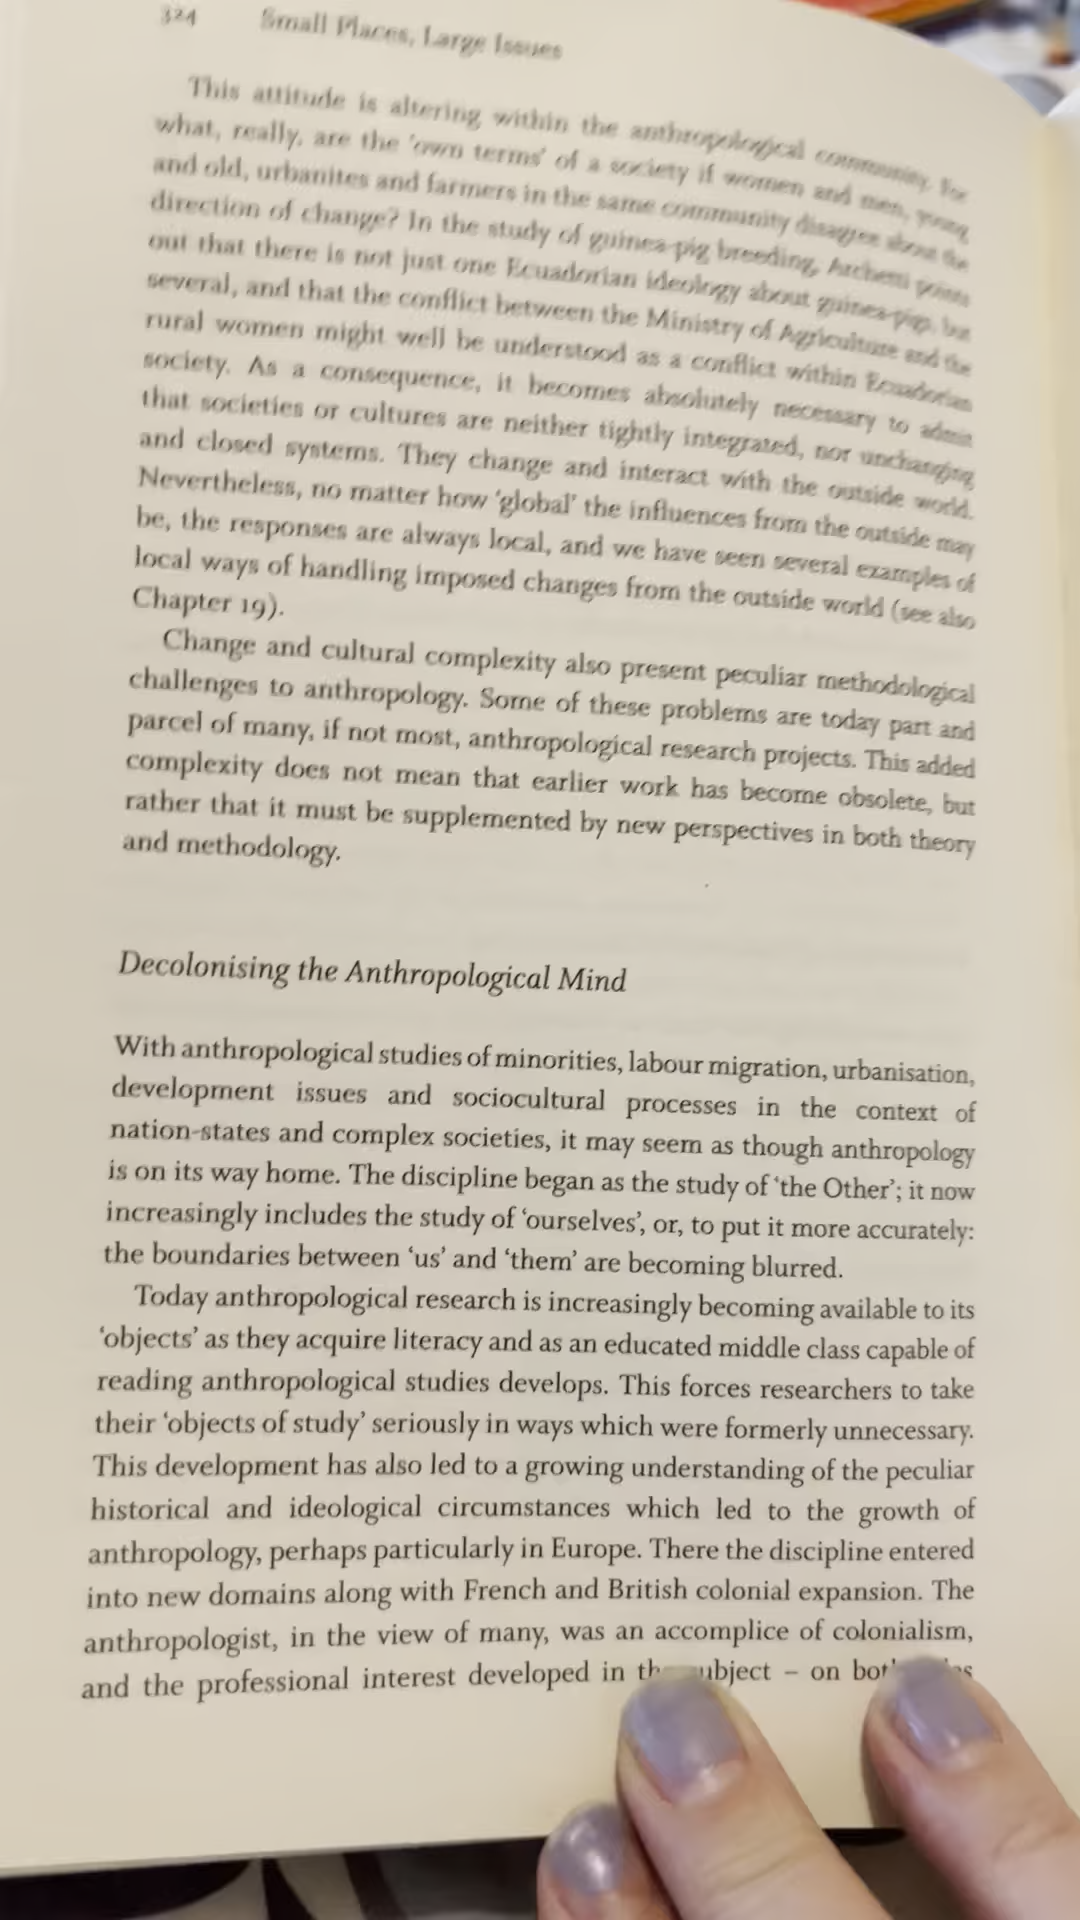 324 Small Places, Large Issues
This attitude is altering within the anthropological community. For
what, really, are the 'own terms' of a society if women and men, young
and old, urbanites and farmers in the same community disagree about the
direction of change? In the study of guinea-pig breeding, Archetti points
out that there is not just one Ecuadorian ideology about guinea-pigs, but
several, and that the conflict between the Ministry of Agriculture and the
rural women might well be understood as a conflict within Ecuadorian
society. As a consequence, it becomes absolutely necessary to admit
that societies or cultures are neither tightly integrated, nor unchanging
and closed systems. They change and interact with the outside world.
Nevertheless, no matter how 'global' the influences from the outside may
be, the responses are always local, and we have seen several examples of
local ways of handling imposed changes from the outside world (see also
Chapter 19).
Change and cultural complexity also present peculiar methodological
challenges to anthropology. Some of these problems are today part and
parcel of many, if not most, anthropological research projects. This added
complexity does not mean that earlier work has become obsolete, but
rather that it must be supplemented by new perspectives in both theory
and methodology.
Decolonising the Anthropological Mind
With anthropological studies of minorities, labour migration, urbanisation,
development issues and sociocultural processes in the context of
nation-states and complex societies, it may seem as though anthropology
is on its way home. The discipline began as the study of 'the Other'; it now
increasingly includes the study of 'ourselves', or, to put it more accurately:
the boundaries between 'us' and 'them' are becoming blurred.
Today anthropological research is increasingly becoming available to its
'objects' as they acquire literacy and as an educated middle class capable of
reading anthropological studies develops. This forces researchers to take
their 'objects of study' seriously in ways which were formerly unnecessary.
This development has also led to a growing understanding of the peculiar
historical and ideological circumstances which led to the growth of
anthropology, perhaps particularly in Europe. There the discipline entered
into new domains along with French and British colonial expansion. The
anthropologist, in the view of many, was an accomplice of colonialism,
and the professional interest developed in the subject – on both